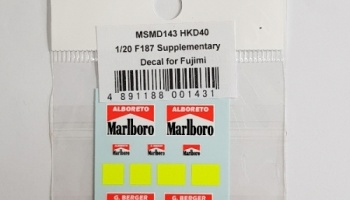 MSMD143 HKD40
1/20 F187 Supplementary
Decal for Fujimi
4 891188 001431
ALBORETO ALBORETO
Marlboro Marlboro
Marlboro Marlboro Marlboro
G. BERGER G. BERGER